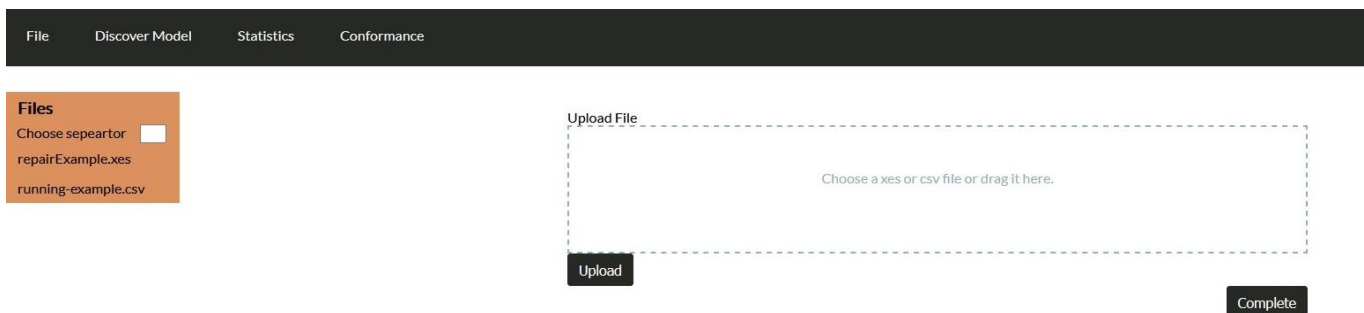 File Discover Model Statistics Conformance
Files
Choose sepeartor
repairExample.xes
running-example.csv
Upload File
Choose a xes or csv file or drag it here.
Upload
Complete